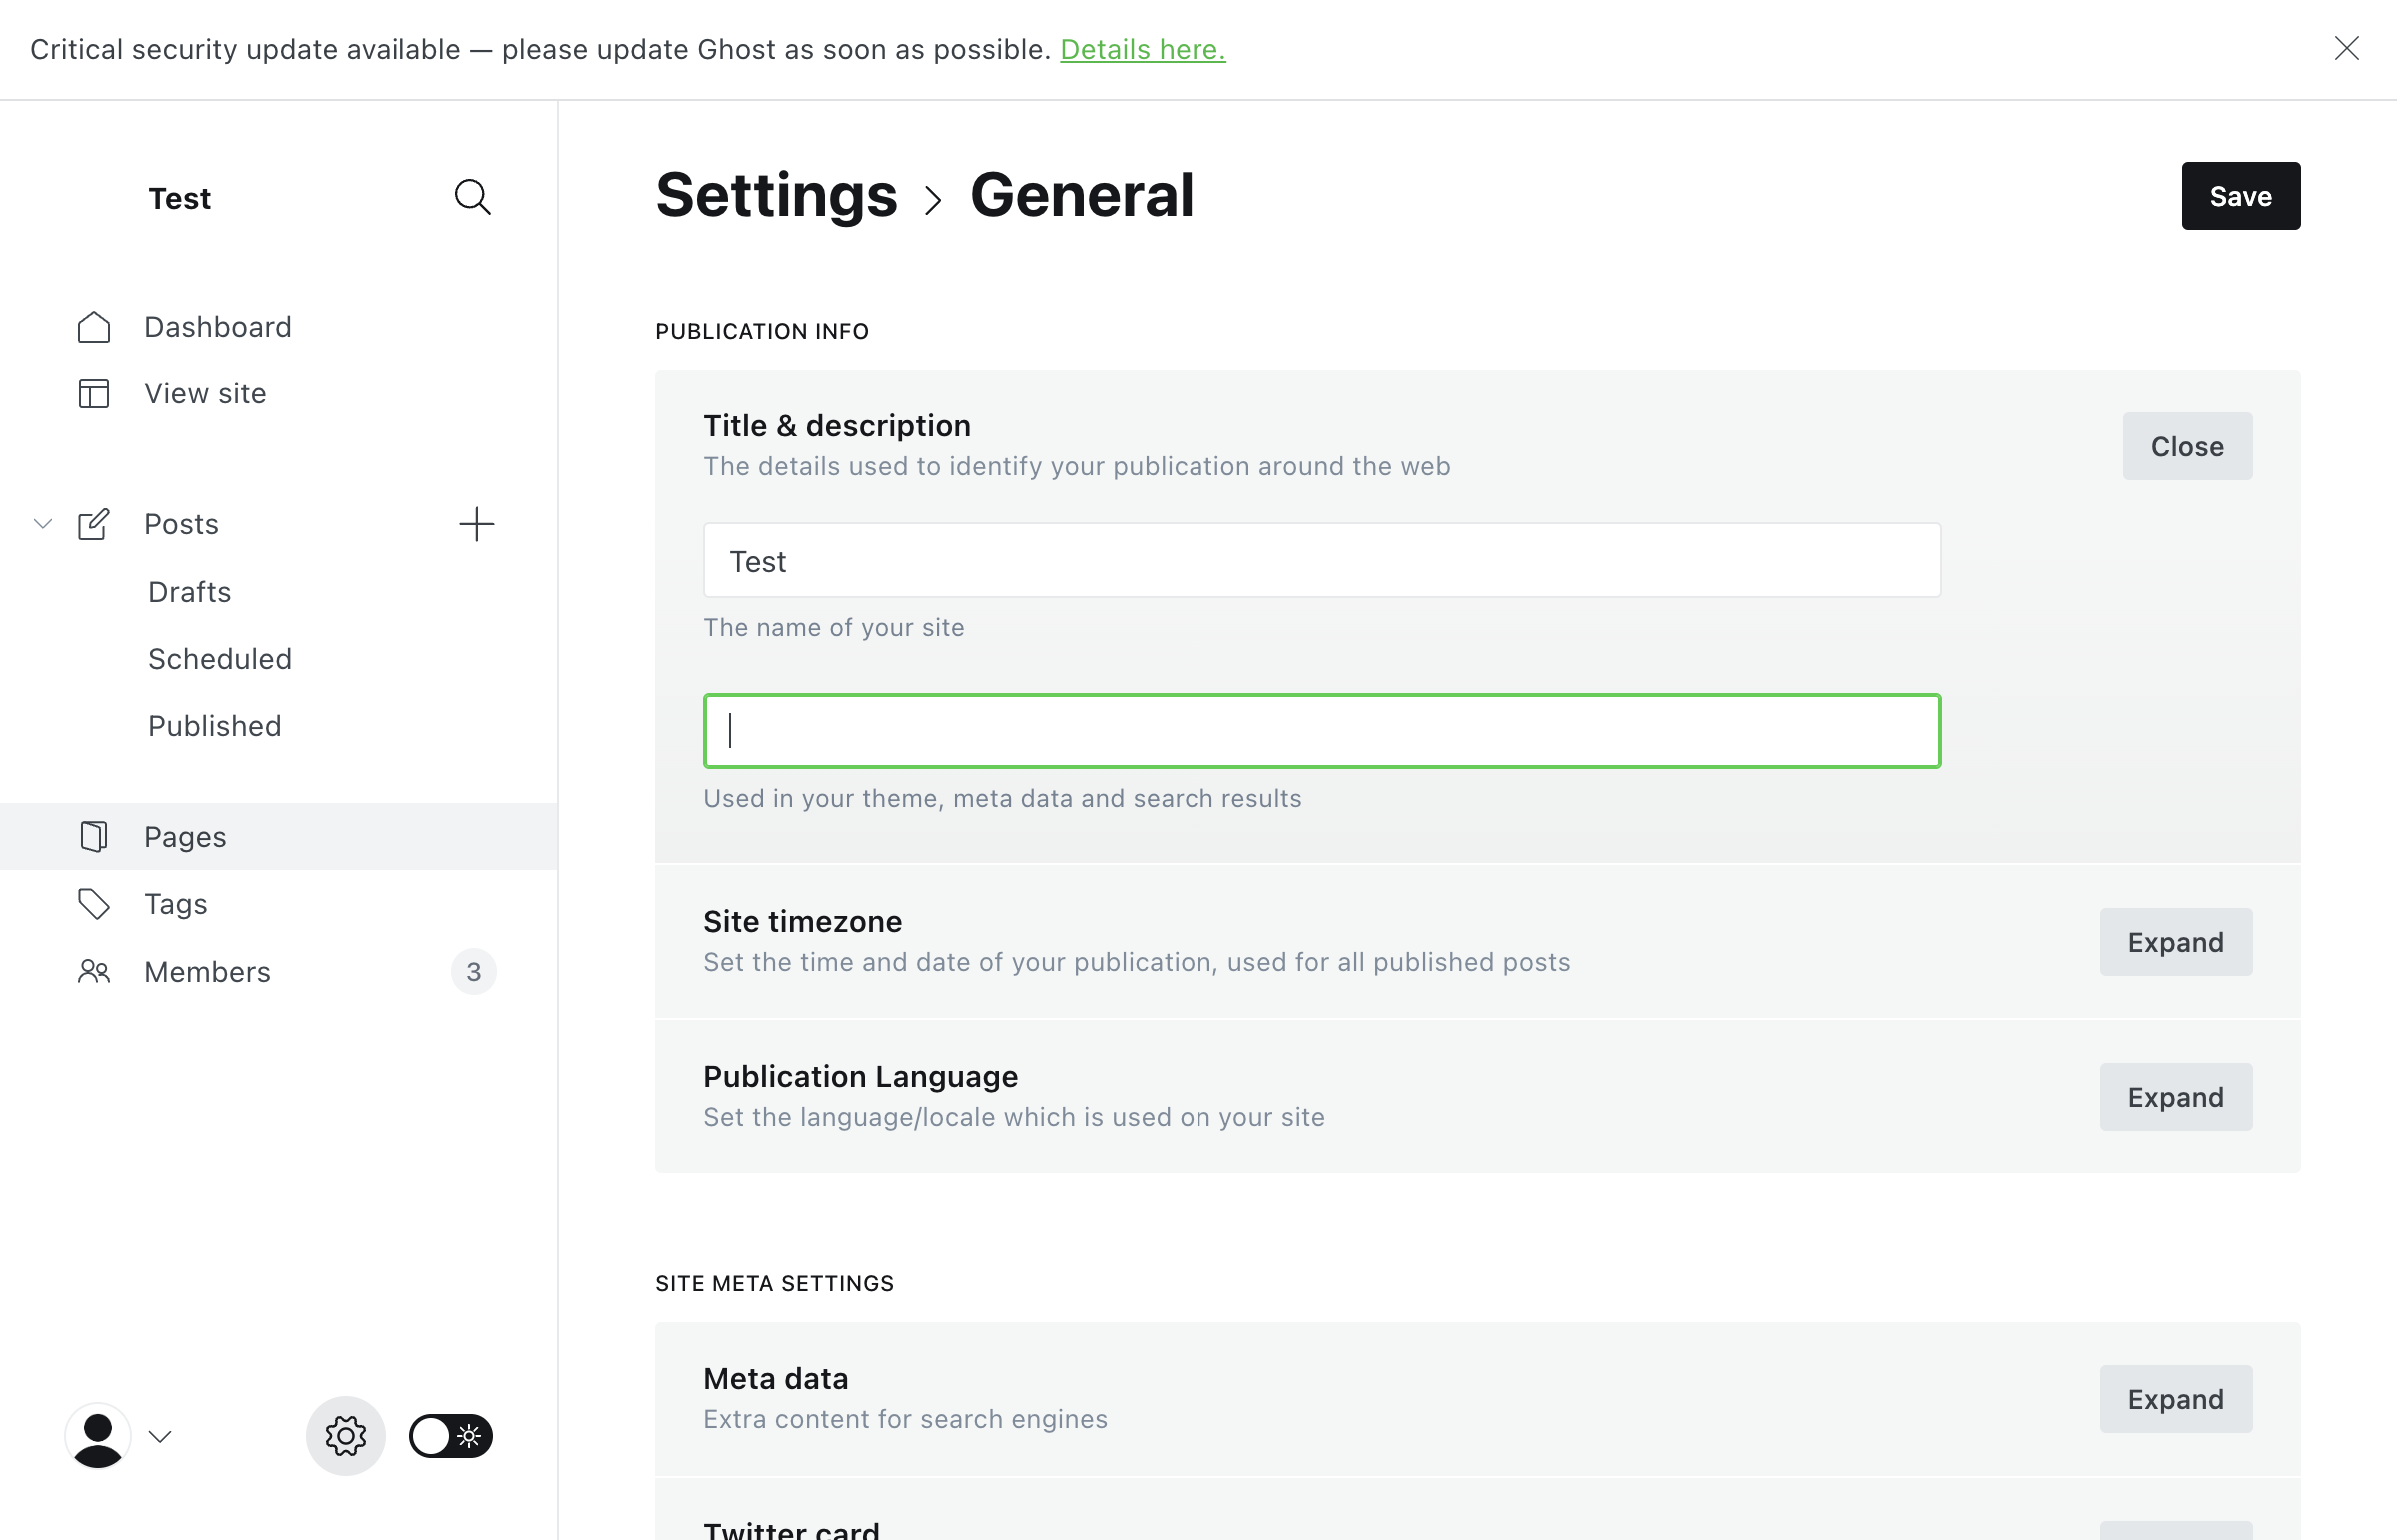 Critical security update available — please update Ghost as soon as possible. Details here.
Test
Dashboard
View site
Posts
Drafts
Scheduled
Published
Pages
Tags
Members 3
Settings > General
Save
PUBLICATION INFO
Title & description
The details used to identify your publication around the web
Close
Test
The name of your site
Used in your theme, meta data and search results
Site timezone
Set the time and date of your publication, used for all published posts
Expand
Publication Language
Set the language/locale which is used on your site
Expand
SITE META SETTINGS
Meta data
Extra content for search engines
Expand
Twitter card